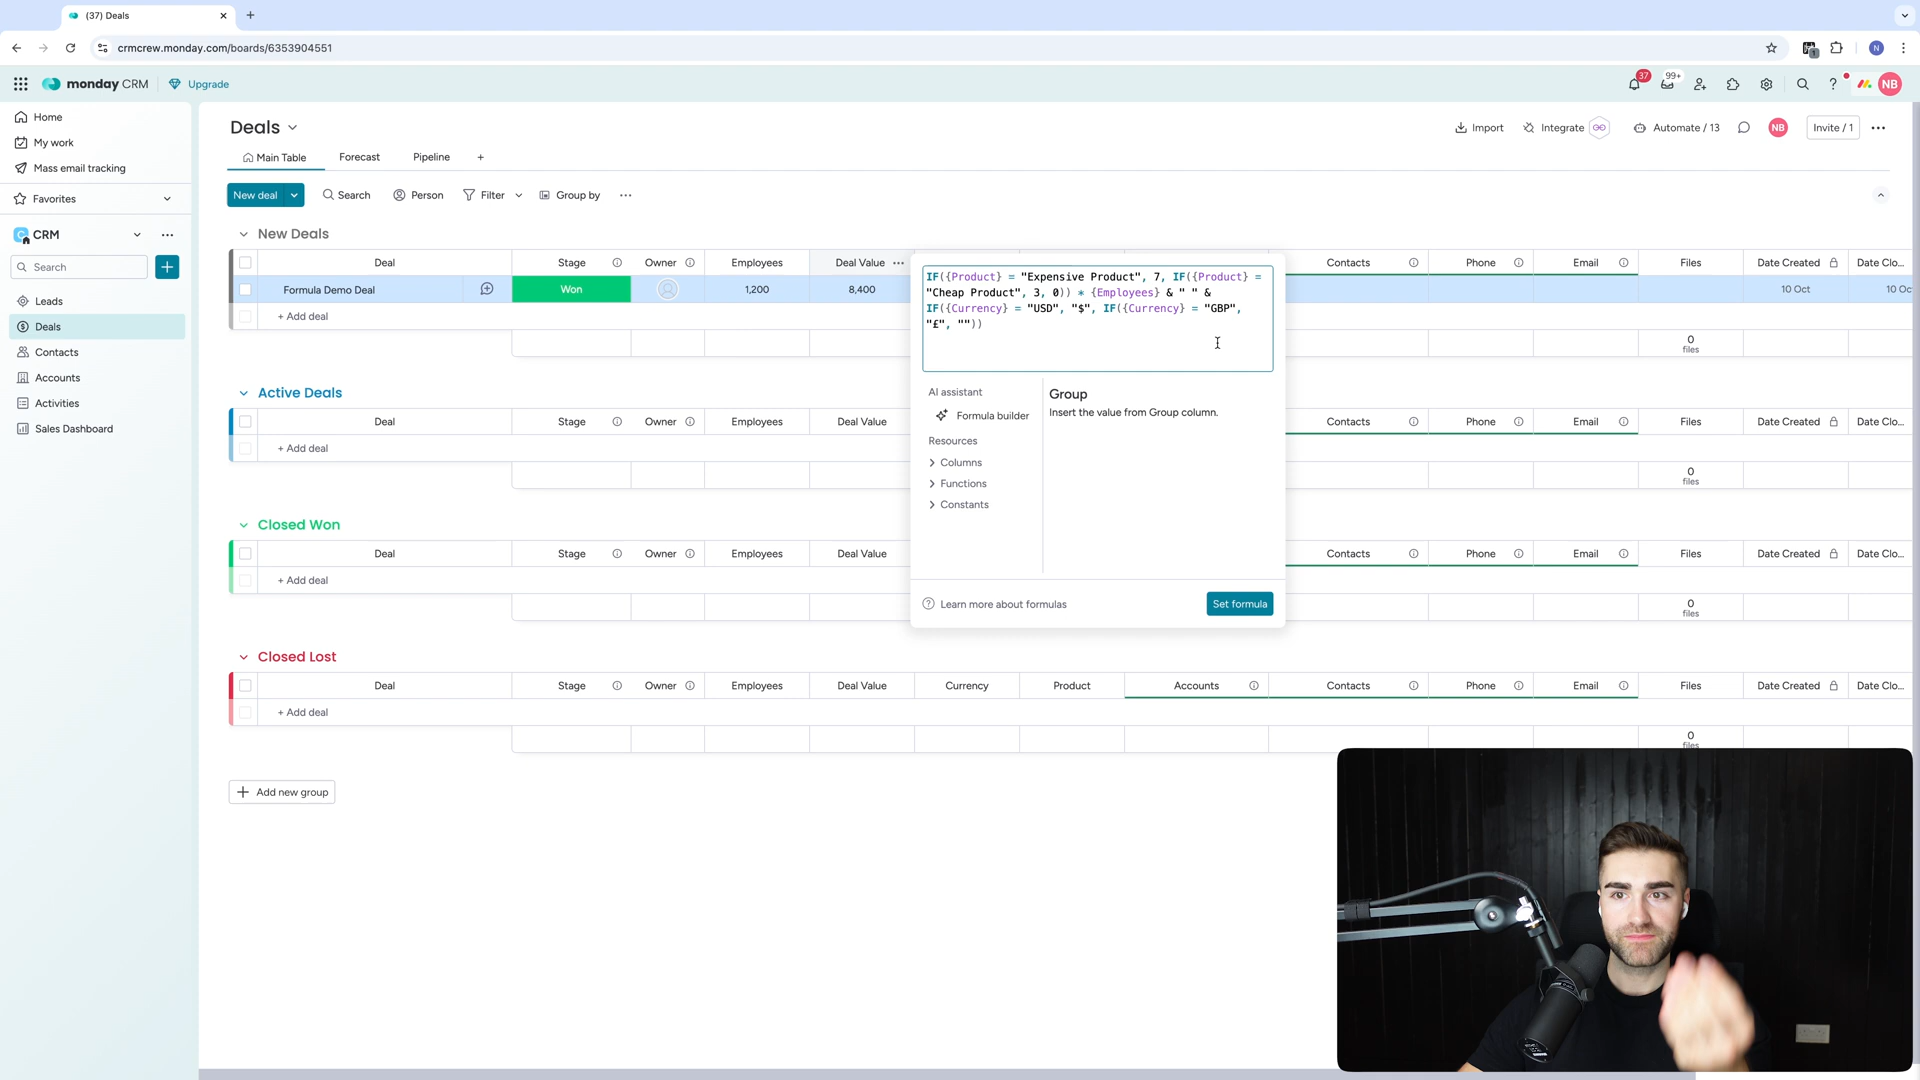 (37) Deals
crmcrew.monday.com/boards/6353904551
N
monday CRM
Upgrade
37
99+
NB
Home
My work
Mass email tracking
Favorites
CRM
Search
Leads
Deals
Contacts
Accounts
Activities
Sales Dashboard
Deals
Import
Integrate
Automate / 13
NB
Invite / 1
Main Table
Forecast
Pipeline
New deal
Search
Person
Filter
Group by
New Deals
Deal
Stage
Owner
Employees
Deal Value
Contacts
Phone
Email
Files
Date Created
Date Clo...
Formula Demo Deal
Won
1,200
8,400
10 Oct
+ Add deal
0
files
IF({Product} = "Expensive Product", 7, IF({Product} =
"Cheap Product", 3, 0)) * {Employees} & " " &
IF({Currency} = "USD", "$", IF({Currency} = "GBP",
"£", ""))
AI assistant
Formula builder
Resources
Columns
Functions
Constants
Group
Insert the value from Group column.
Learn more about formulas
Set formula
Active Deals
Deal
Stage
Owner
Employees
Deal Value
Contacts
Phone
Email
Files
Date Created
Date Clo...
+ Add deal
0
files
Closed Won
Deal
Stage
Owner
Employees
Deal Value
Contacts
Phone
Email
Files
Date Created
Date Clo...
+ Add deal
0
files
Closed Lost
Deal
Stage
Owner
Employees
Deal Value
Currency
Product
Accounts
Contacts
Phone
Email
Files
Date Created
Date Clo...
+ Add deal
0
files
Add new group